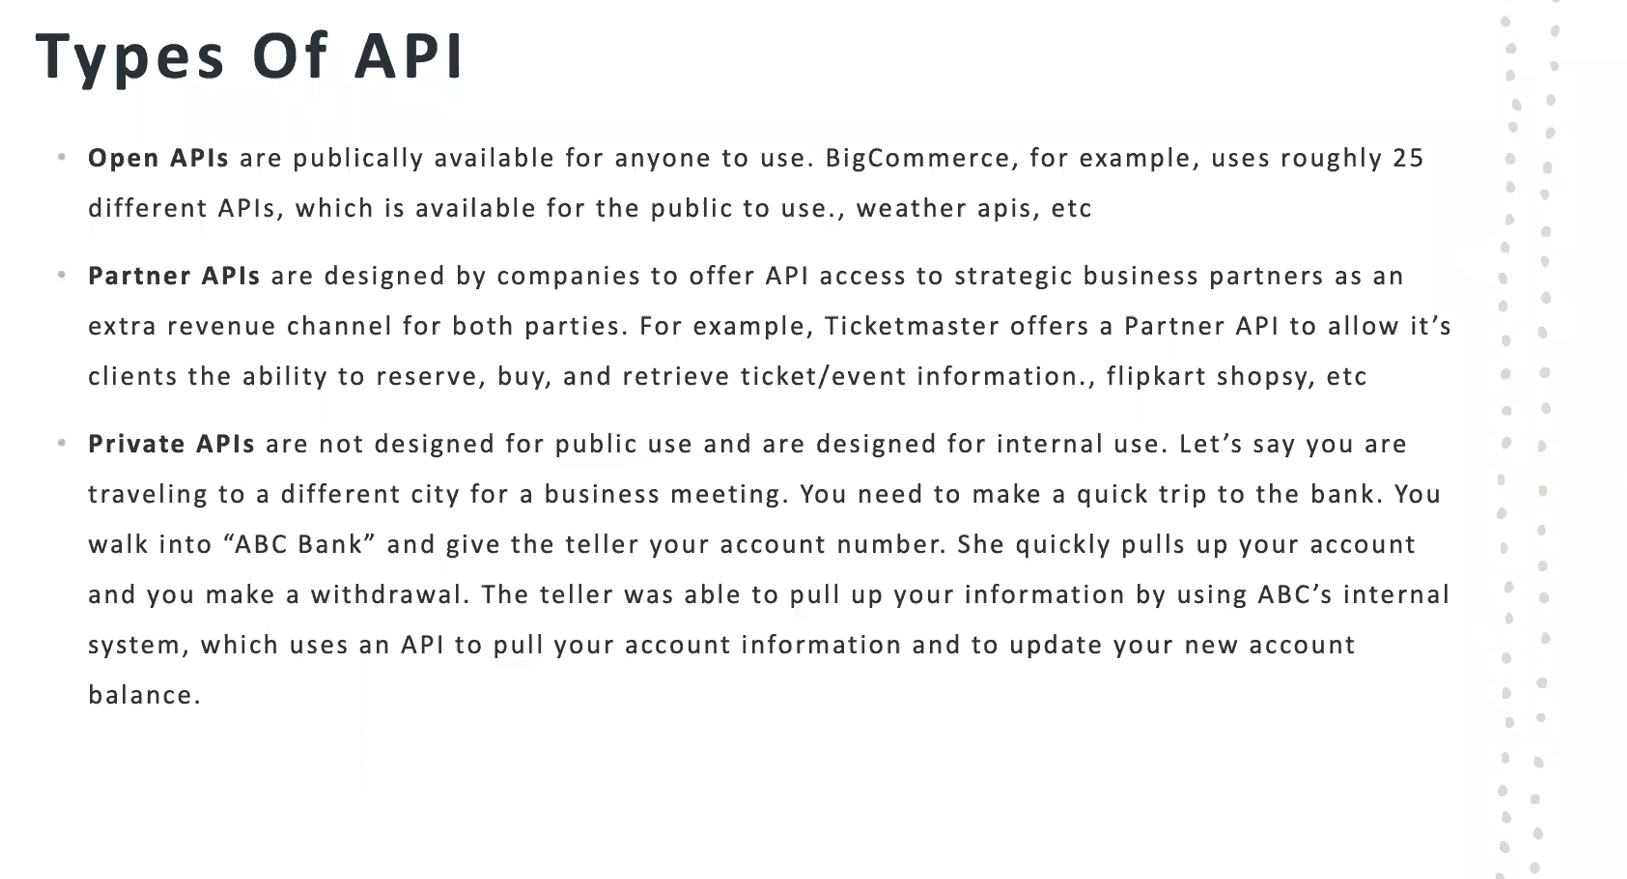 Types Of API
• Open APIs are publically available for anyone to use. BigCommerce, for example, uses roughly 25
different APIs, which is available for the public to use., weather apis, etc
• Partner APIs are designed by companies to offer API access to strategic business partners as an
extra revenue channel for both parties. For example, Ticketmaster offers a Partner API to allow it’s
clients the ability to reserve, buy, and retrieve ticket/event information., flipkart shopsy, etc
• Private APIs are not designed for public use and are designed for internal use. Let’s say you are
traveling to a different city for a business meeting. You need to make a quick trip to the bank. You
walk into “ABC Bank” and give the teller your account number. She quickly pulls up your account
and you make a withdrawal. The teller was able to pull up your information by using ABC’s internal
system, which uses an API to pull your account information and to update your new account
balance.